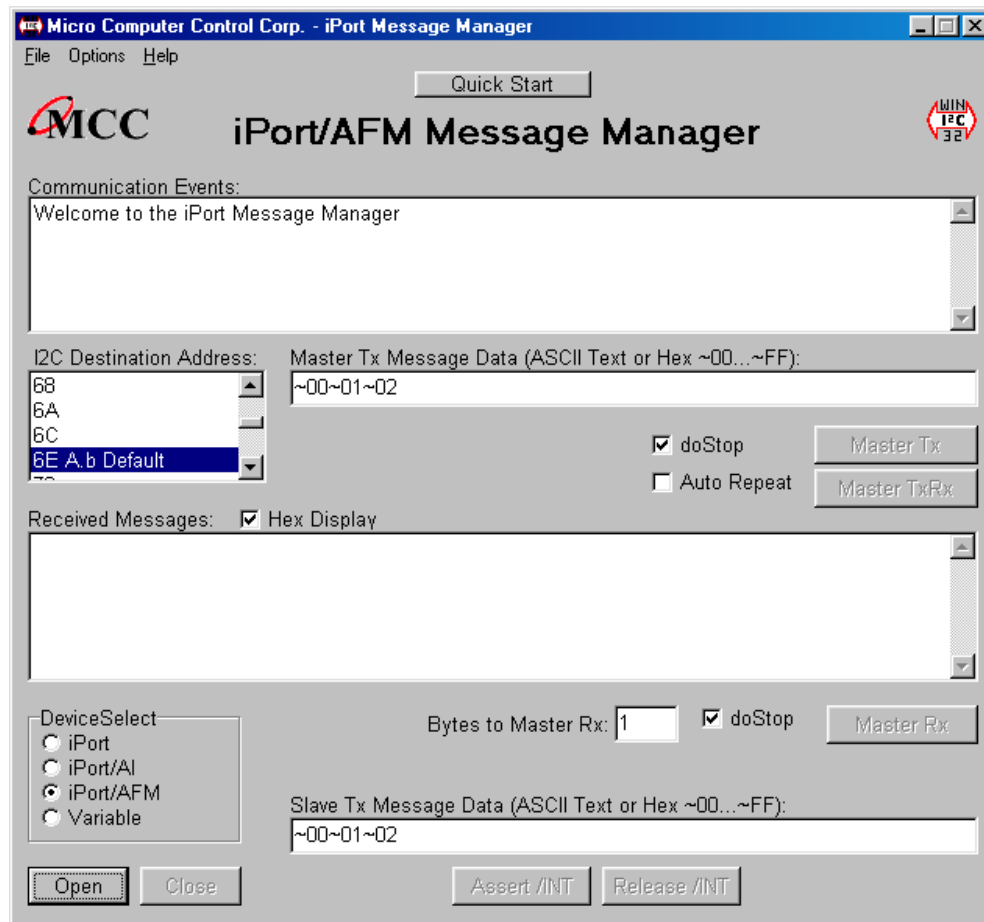 Micro Computer Control Corp. - iPort Message Manager
File Options Help
Quick Start
MCC
iPort/AFM Message Manager
WIN
I²C
32
Communication Events:
Welcome to the iPort Message Manager
I2C Destination Address:
Master Tx Message Data (ASCII Text or Hex ~00...~FF):
68
~00~01~02
6A
6C
6E A.b Default
doStop
Master Tx
Auto Repeat
Master TxRx
Received Messages:
Hex Display
DeviceSelect
Bytes to Master Rx: 1
doStop
Master Rx
iPort
iPort/AI
iPort/AFM
Variable
Slave Tx Message Data (ASCII Text or Hex ~00...~FF):
~00~01~02
Open
Close
Assert /INT
Release /INT